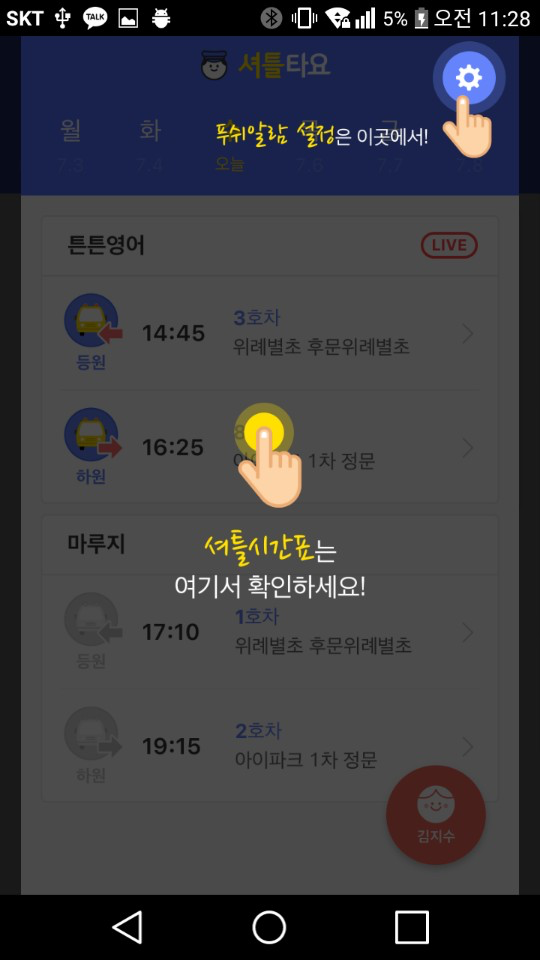 SKT TALK 5% 오전 11:28
셔틀타요
월 화 수 목 금
7.3 7.4 오늘 7.6 7.7 7.8
푸쉬알람 설정은 이곳에서!
튼튼영어 LIVE
등원 14:45 3호차
위례별초 후문위례별초
하원 16:25
1차 정문
셔틀시간표는
여기서 확인하세요!
마루지
등원 17:10 1호차
위례별초 후문위례별초
하원 19:15 2호차
아이파크 1차 정문
김지수